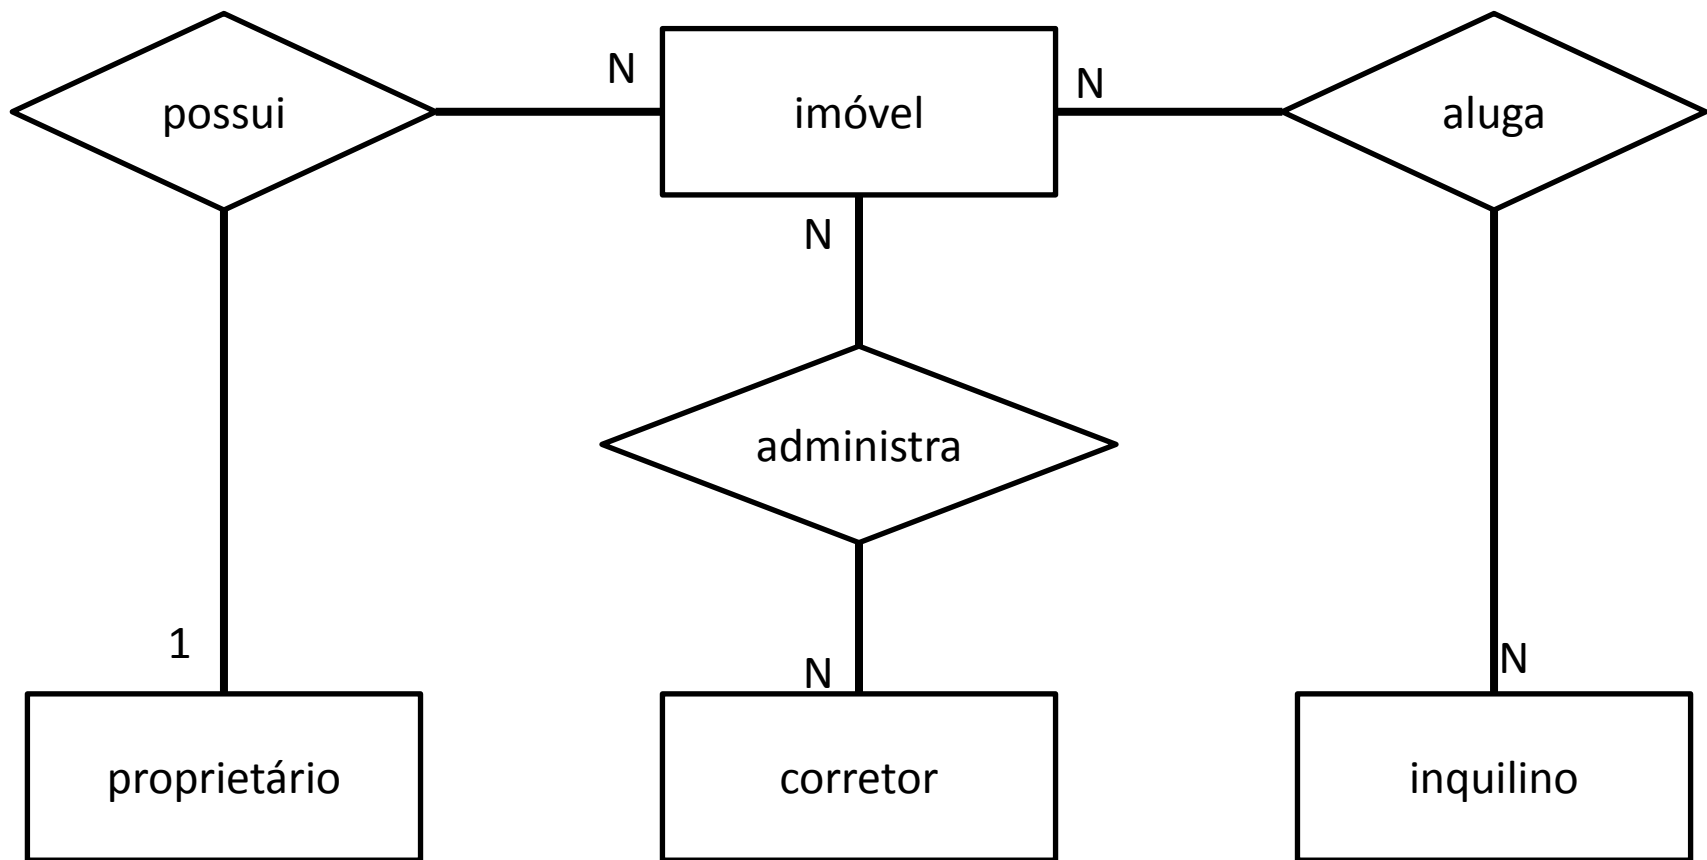 possui
N
imóvel
N
aluga
N
administra
1
N
N
proprietário
corretor
inquilino